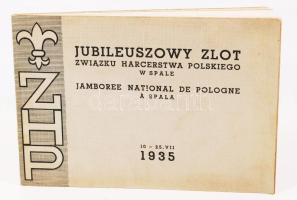 JUBILEUSZOWY ZLOT
ZWIĄZKU HARCERSTWA POLSKIEGO
W SPALE
JAMBOREE NATIONAL DE POLOGNE
À SPALA
10 - 25.VII
1935
ZHP